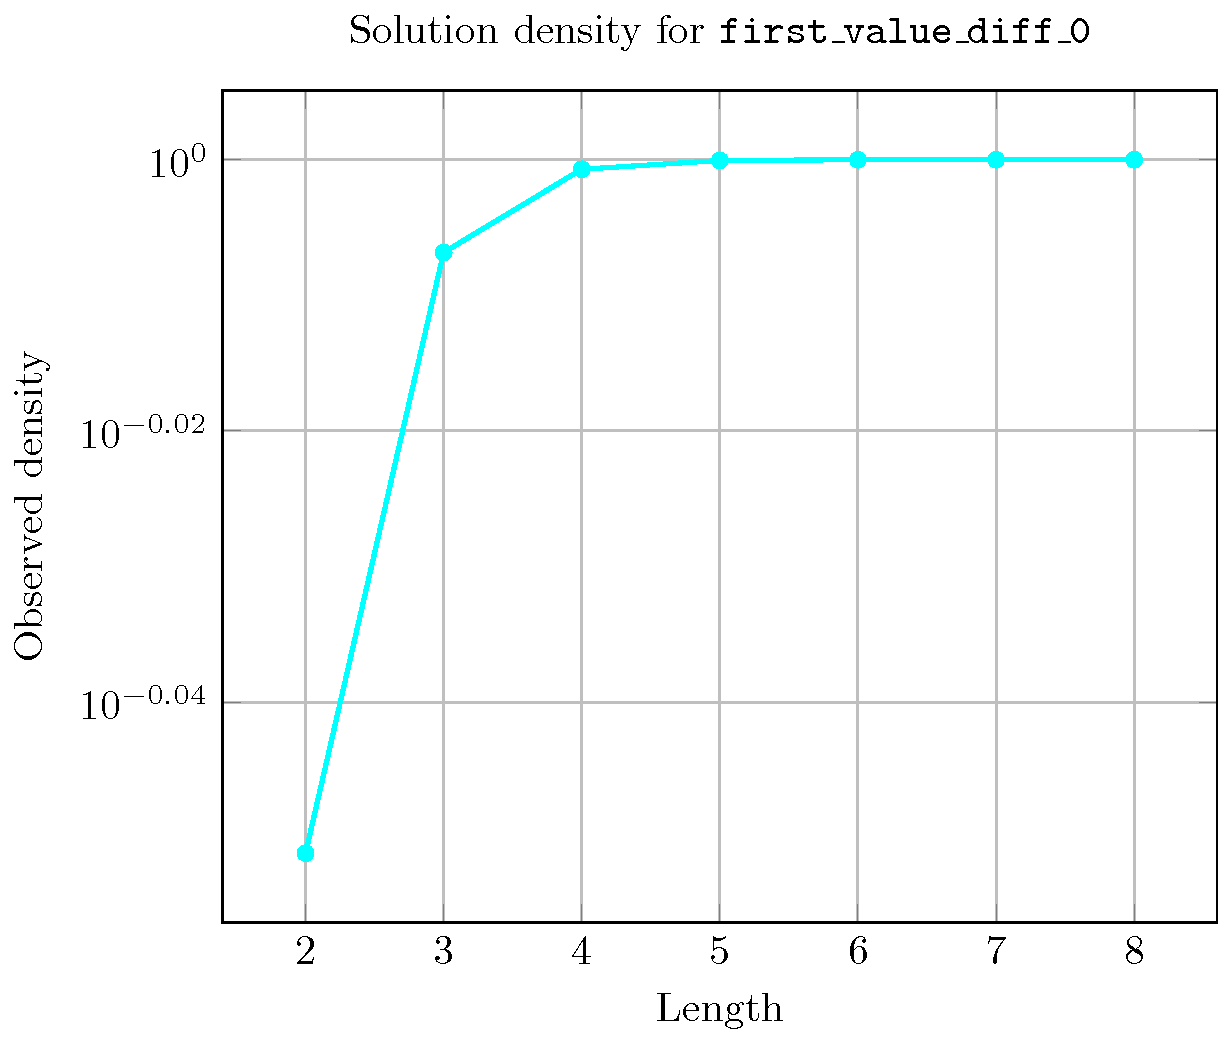 Solution density for first_value_diff_0
10^0
10^−0.02
10^−0.04
Observed density
2 3 4 5 6 7 8
Length